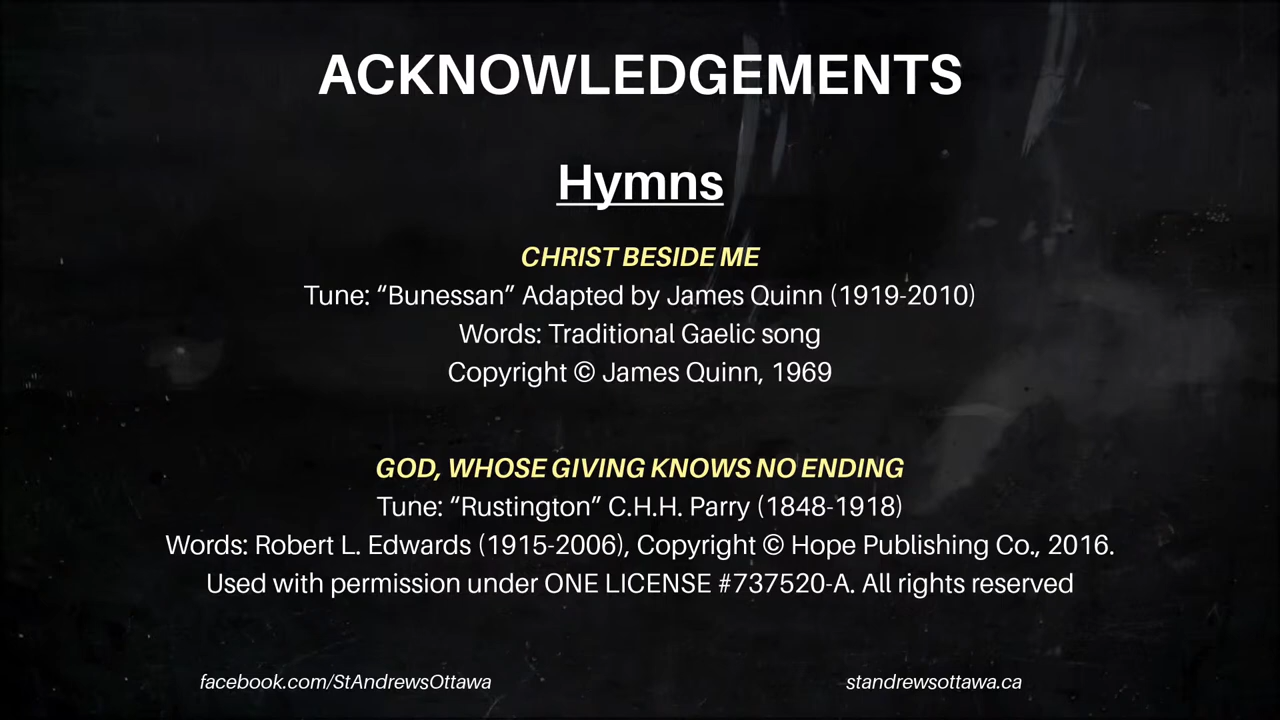 ACKNOWLEDGEMENTS
Hymns
CHRIST BESIDE ME
Tune: “Bunessan” Adapted by James Quinn (1919-2010)
Words: Traditional Gaelic song
Copyright © James Quinn, 1969
GOD, WHOSE GIVING KNOWS NO ENDING
Tune: “Rustington” C.H.H. Parry (1848-1918)
Words: Robert L. Edwards (1915-2006), Copyright © Hope Publishing Co., 2016.
Used with permission under ONE LICENSE #737520-A. All rights reserved
facebook.com/StAndrewsOttawa
standrewsottawa.ca